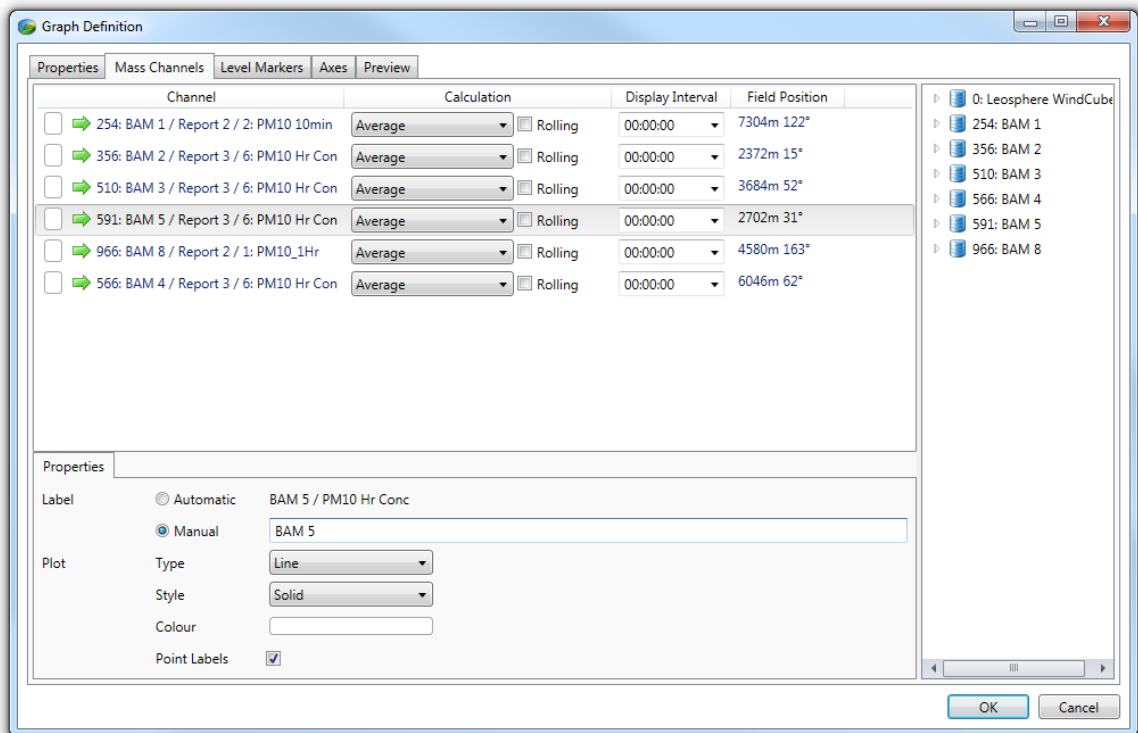 Graph Definition
Properties Mass Channels Level Markers Axes Preview
Channel Calculation Display Interval Field Position
254: BAM 1 / Report 2 / 2: PM10 10min Average Rolling 00:00:00 7304m 122°
356: BAM 2 / Report 3 / 6: PM10 Hr Con Average Rolling 00:00:00 2372m 15°
510: BAM 3 / Report 3 / 6: PM10 Hr Con Average Rolling 00:00:00 3684m 52°
591: BAM 5 / Report 3 / 6: PM10 Hr Con Average Rolling 00:00:00 2702m 31°
966: BAM 8 / Report 2 / 1: PM10_1Hr Average Rolling 00:00:00 4580m 163°
566: BAM 4 / Report 3 / 6: PM10 Hr Con Average Rolling 00:00:00 6046m 62°
0: Leosphere WindCube
254: BAM 1
356: BAM 2
510: BAM 3
566: BAM 4
591: BAM 5
966: BAM 8
Properties
Label Automatic BAM 5 / PM10 Hr Conc
Manual BAM 5
Plot Type Line
Style Solid
Colour
Point Labels
OK Cancel